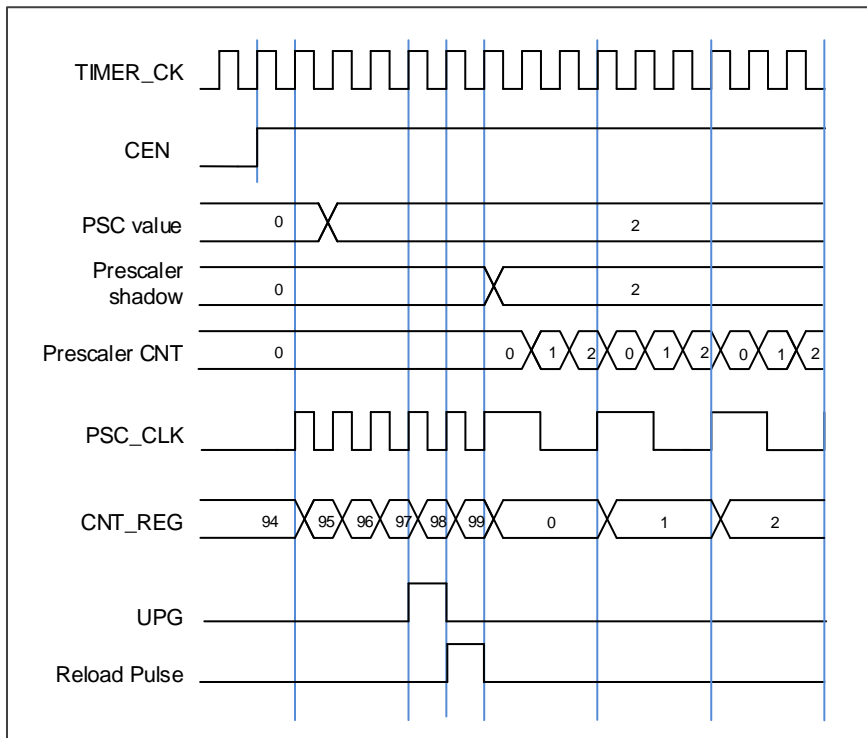 TIMER_CK
CEN
PSC value 0 2
Prescaler
shadow 0 2
Prescaler CNT 0 0 1 2 0 1 2 0 1 2
PSC_CLK
CNT_REG 94 95 96 97 98 99 0 1 2
UPG
Reload Pulse